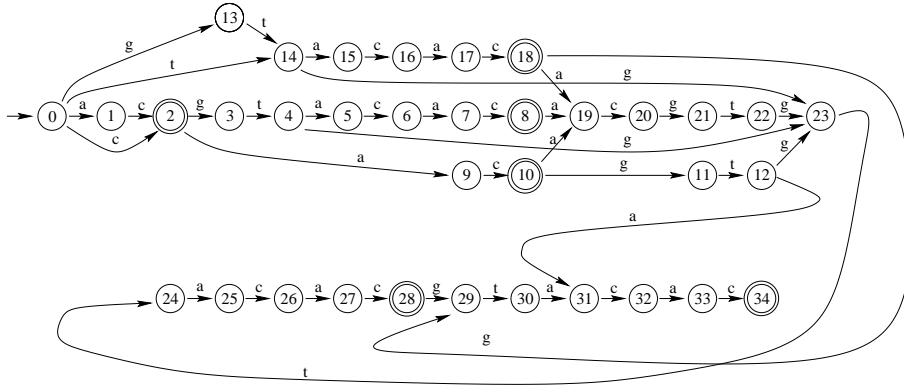 13
g t
14 a 15 c 16 a 17 c 18
t a g
0 a 1 c 2 g 3 t 4 a 5 c 6 a 7 c 8 a 19 c 20 g 21 t 22 g 23
c g
a a g
9 c 10 g 11 t 12
a
24 a 25 c 26 a 27 c 28 g 29 t 30 a 31 c 32 a 33 c 34
g
t